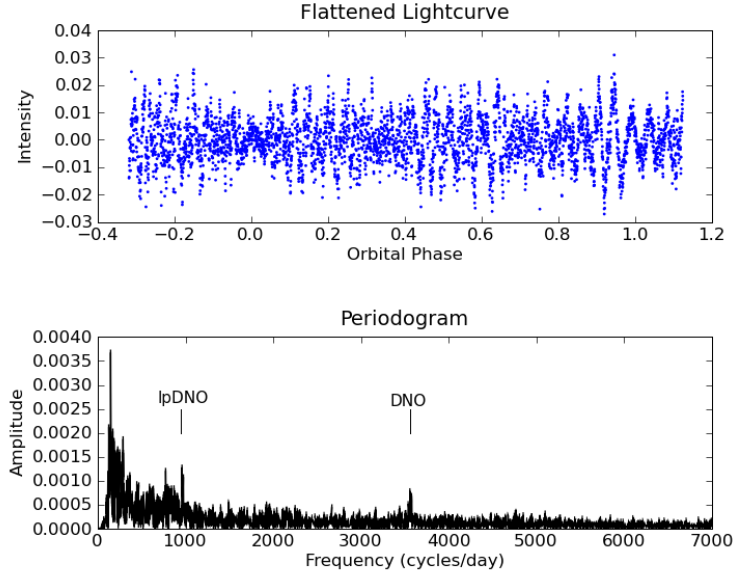 Flattened Lightcurve
0.04
0.03
0.02
0.01
0.00
−0.01
−0.02
−0.03
Intensity
−0.4 −0.2 0.0 0.2 0.4 0.6 0.8 1.0 1.2
Orbital Phase
Periodogram
0.0040
0.0035
0.0030
0.0025
0.0020
0.0015
0.0010
0.0005
0.0000
Amplitude
lpDNO
DNO
0 1000 2000 3000 4000 5000 6000 7000
Frequency (cycles/day)